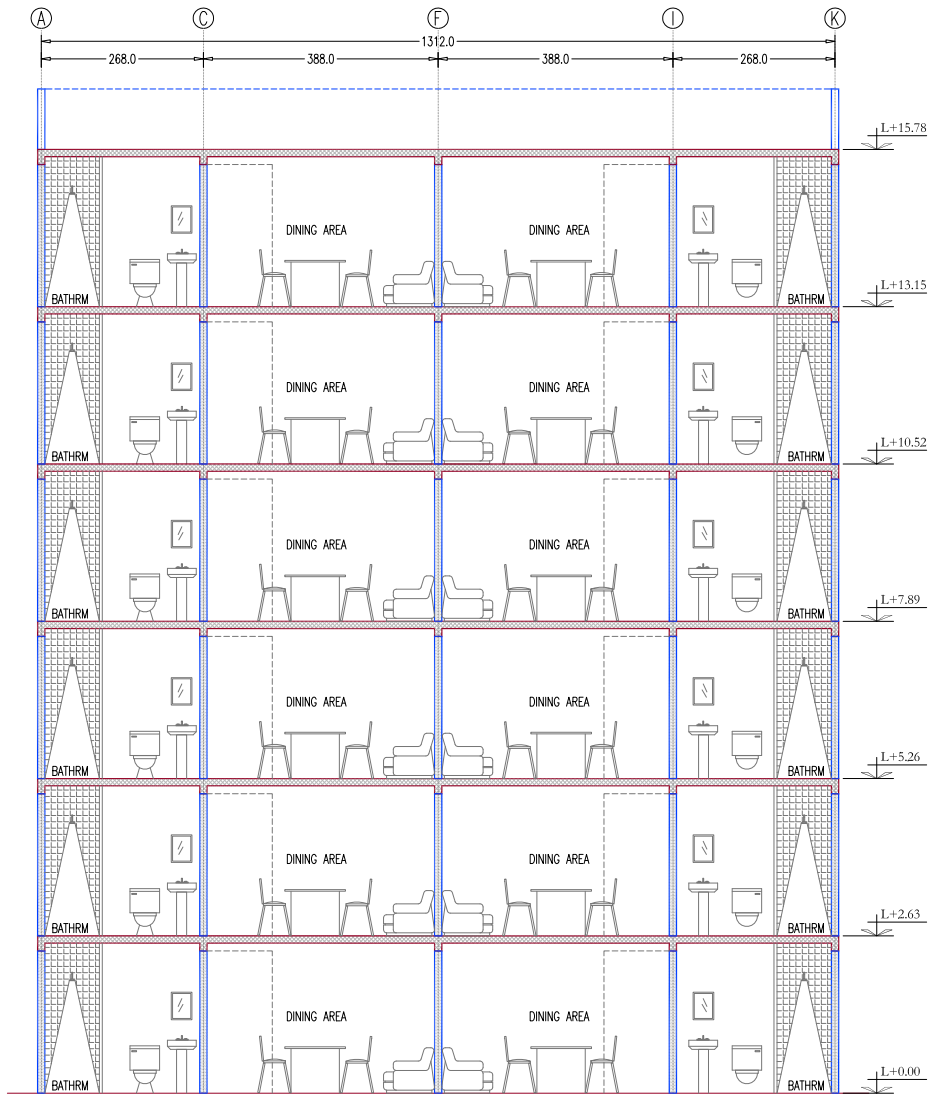 A C F I K
1312.0
268.0 388.0 388.0 268.0
L+15.78
DINING AREA DINING AREA
BATHRM BATHRM
L+13.15
DINING AREA DINING AREA
BATHRM BATHRM
L+10.52
DINING AREA DINING AREA
BATHRM BATHRM
L+7.89
DINING AREA DINING AREA
BATHRM BATHRM
L+5.26
DINING AREA DINING AREA
BATHRM BATHRM
L+2.63
DINING AREA DINING AREA
BATHRM BATHRM
L+0.00